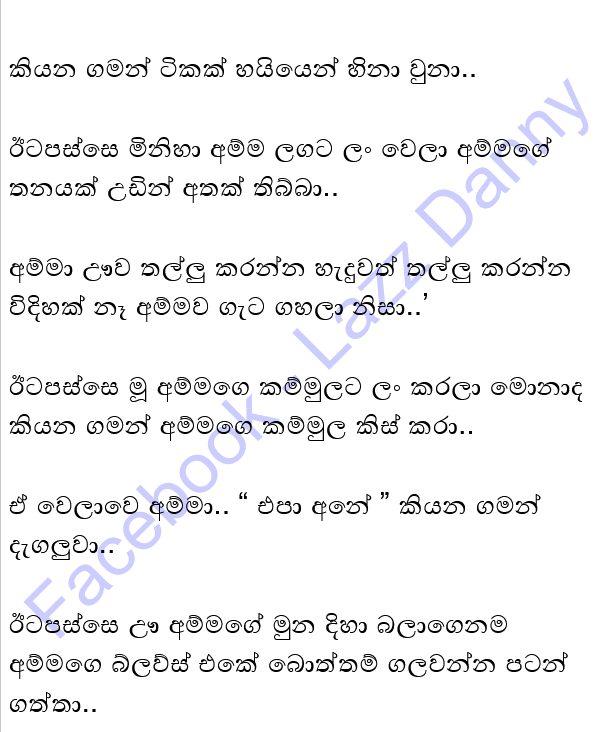 කියන ගමන් ටිකක් හයියෙන් හිනා වුනා..
ඊටපස්සෙ මිනිහා අම්ම ලගට ලං වෙලා අම්මගේ
තනයක් උඩින් අතක් තිබ්බා..
අම්මා ඌව තල්ලු කරන්න හැදුවත් තල්ලු කරන්න
විදිහක් නෑ අම්මව ගැට ගහලා නිසා..’
ඊටපස්සෙ මූ අම්මගෙ කම්මුලට ලං කරලා මොනාද
කියන ගමන් අම්මගෙ කම්මුල කිස් කරා..
ඒ වෙලාවෙ අම්මා.. “ එපා අනේ ” කියන ගමන්
දැගලුවා..
ඊටපස්සෙ ඌ අම්මගේ මුන දිහා බලාගෙනම
අම්මගෙ බ්ලව්ස් එකේ බොත්තම් ගලවන්න පටන්
ගත්තා..
Facebook - Lazz Danny